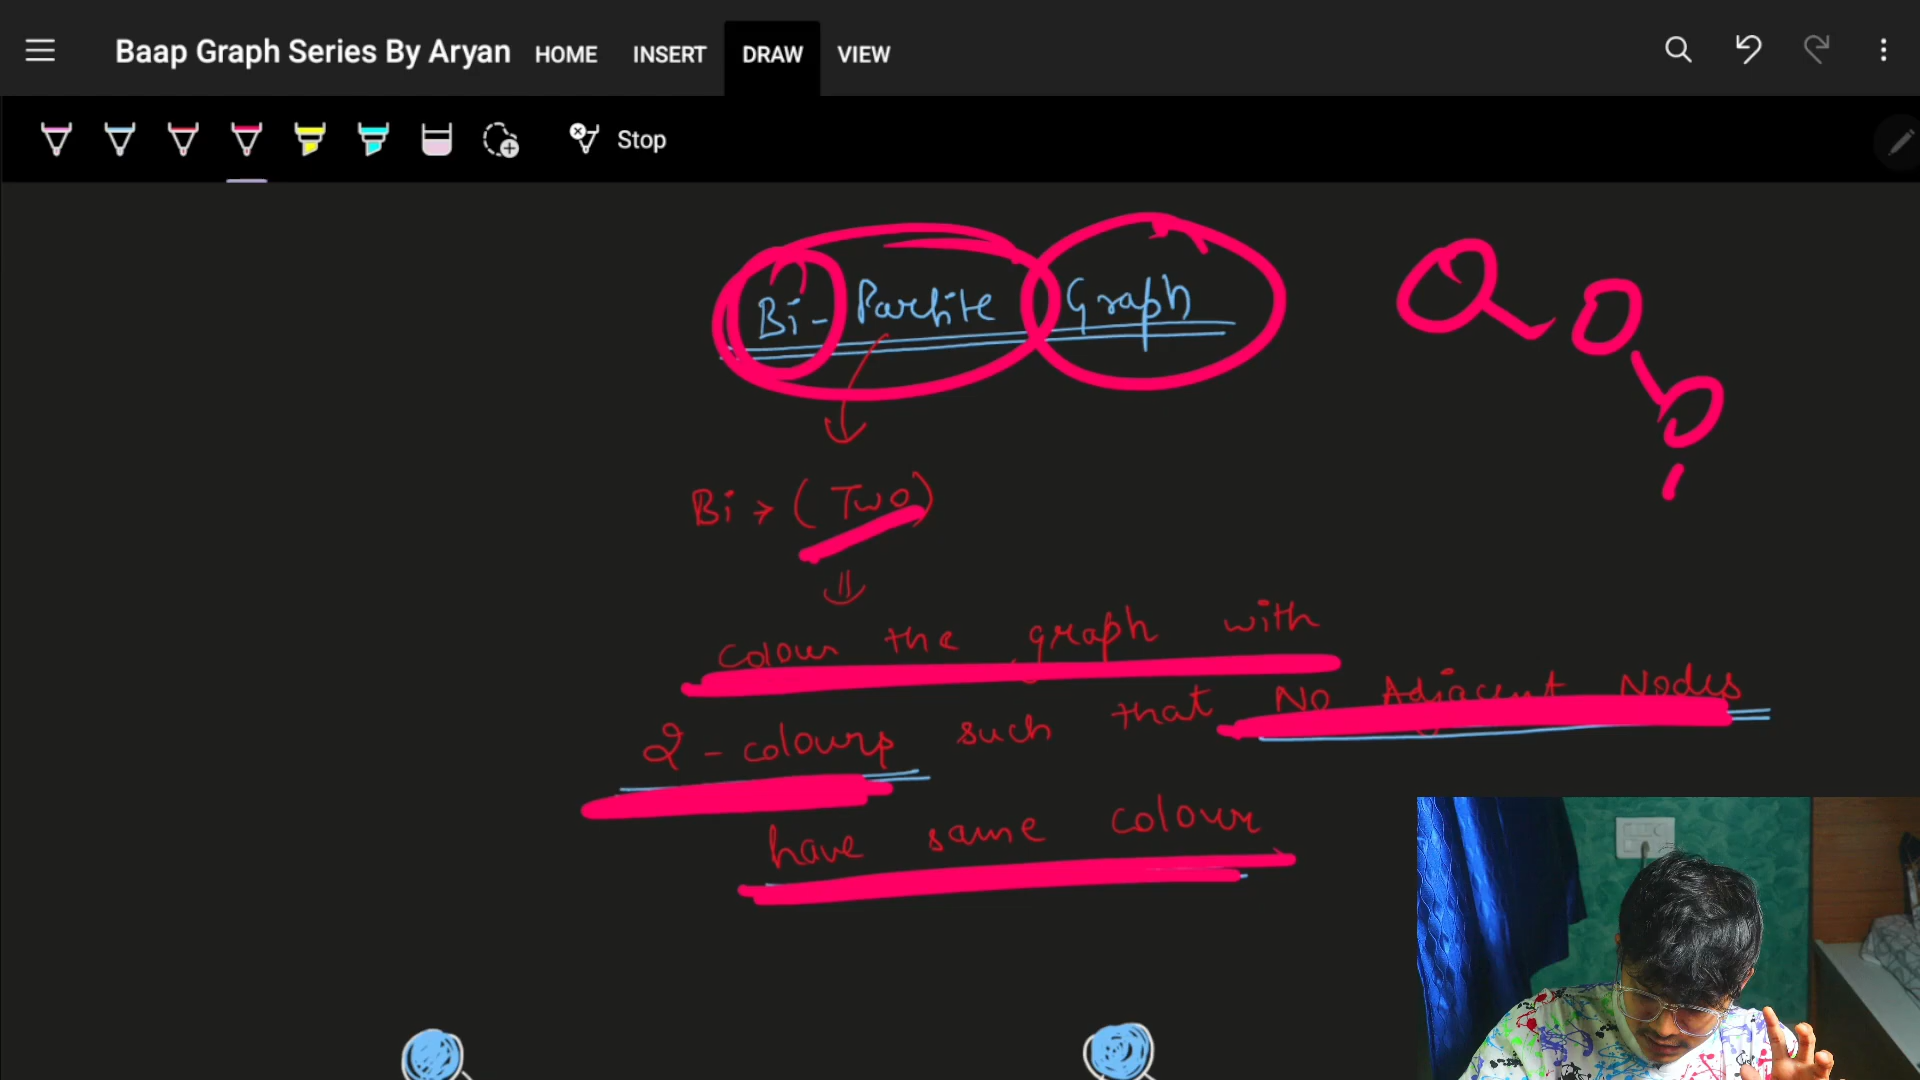 Baap Graph Series By Aryan HOME INSERT DRAW VIEW
Stop
Bi-Partite Graph
Bi → (Two)
colour the graph with
2-colours such that No Adjacent Nodes
have same colour